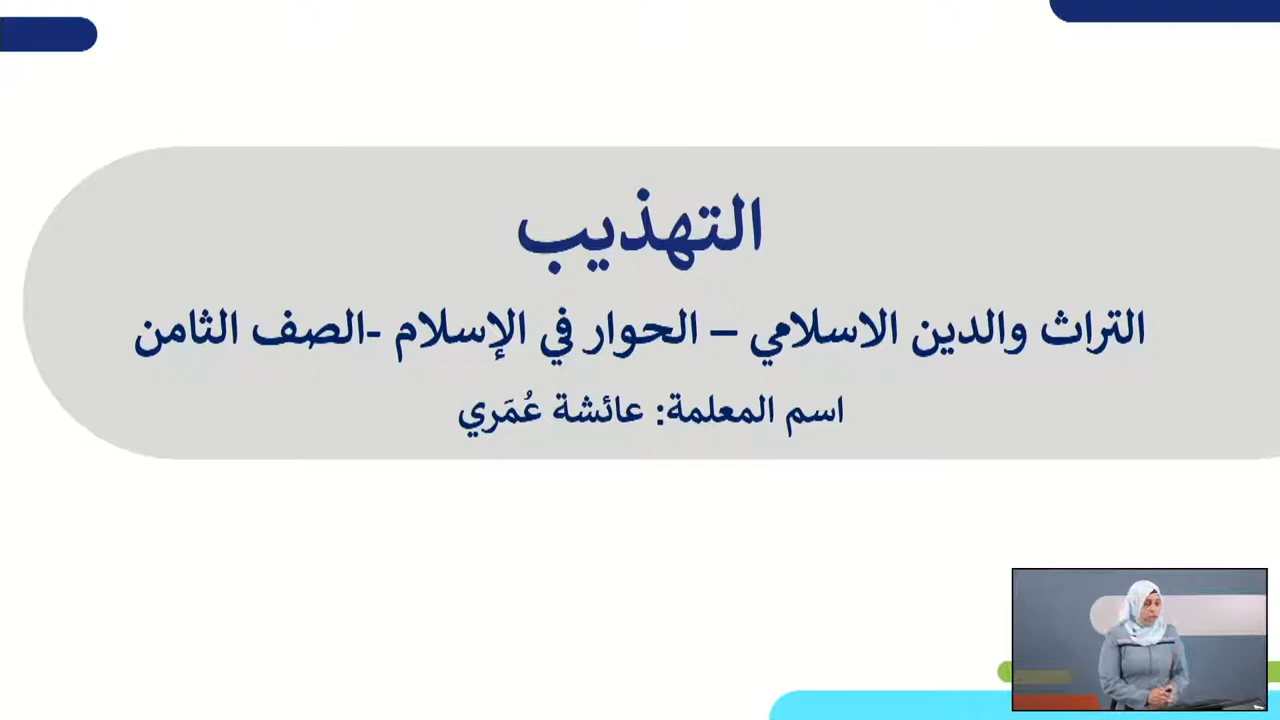 التهذيب
التراث والدين الاسلامي – الحوار في الإسلام -الصف الثامن
اسم المعلمة: عائشة عُمَري